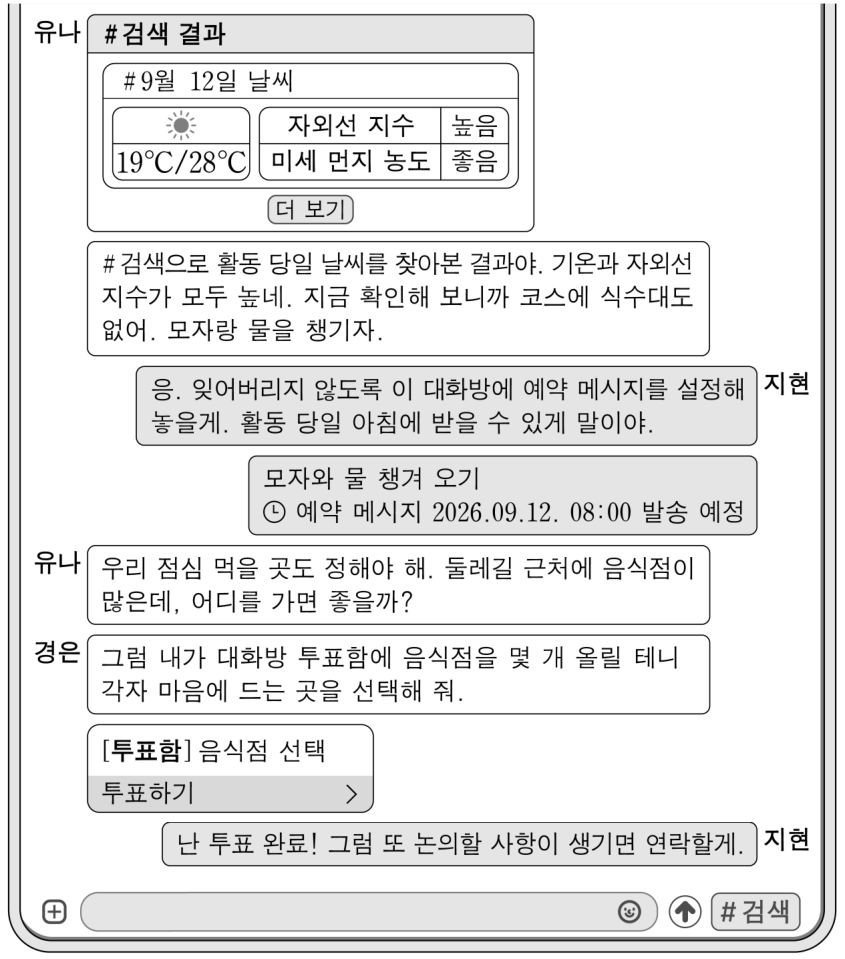 유나
#검색 결과
#9월 12일 날씨
자외선 지수 높음
19℃/28℃ 미세 먼지 농도 좋음
더 보기
#검색으로 활동 당일 날씨를 찾아본 결과야. 기온과 자외선
지수가 모두 높네. 지금 확인해 보니까 코스에 식수대도
없어. 모자랑 물을 챙기자.
지현
응. 잊어버리지 않도록 이 대화방에 예약 메시지를 설정해
놓을게. 활동 당일 아침에 받을 수 있게 말이야.
모자와 물 챙겨 오기
예약 메시지 2026.09.12. 08:00 발송 예정
유나
우리 점심 먹을 곳도 정해야 해. 둘레길 근처에 음식점이
많은데, 어디를 가면 좋을까?
경은
그럼 내가 대화방 투표함에 음식점을 몇 개 올릴 테니
각자 마음에 드는 곳을 선택해 줘.
[투표함] 음식점 선택
투표하기 >
난 투표 완료! 그럼 또 논의할 사항이 생기면 연락할게.
지현
#검색